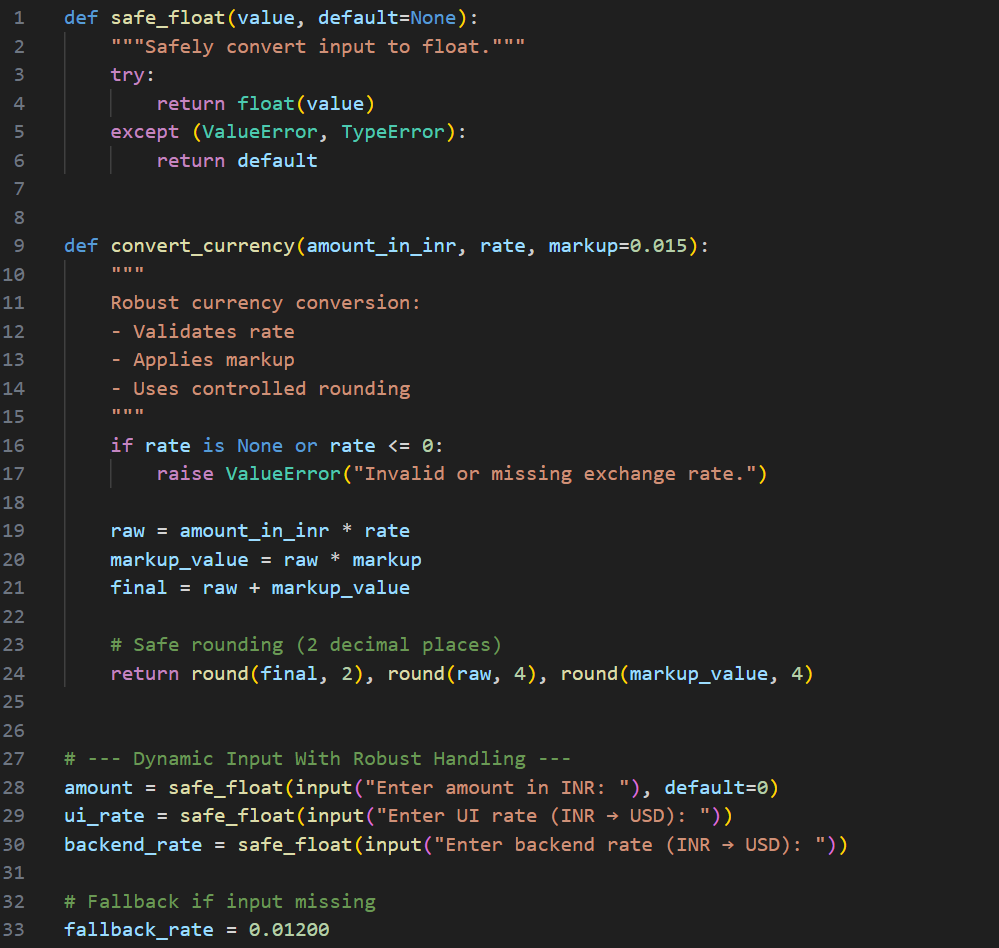 1 def safe_float(value, default=None):
2     """Safely convert input to float."""
3     try:
4         return float(value)
5     except (ValueError, TypeError):
6         return default
7
8
9 def convert_currency(amount_in_inr, rate, markup=0.015):
10     """
11     Robust currency conversion:
12     - Validates rate
13     - Applies markup
14     - Uses controlled rounding
15     """
16     if rate is None or rate <= 0:
17         raise ValueError("Invalid or missing exchange rate.")
18
19     raw = amount_in_inr * rate
20     markup_value = raw * markup
21     final = raw + markup_value
22
23     # Safe rounding (2 decimal places)
24     return round(final, 2), round(raw, 4), round(markup_value, 4)
25
26
27 # --- Dynamic Input With Robust Handling ---
28 amount = safe_float(input("Enter amount in INR: "), default=0)
29 ui_rate = safe_float(input("Enter UI rate (INR → USD): "))
30 backend_rate = safe_float(input("Enter backend rate (INR → USD): "))
31
32 # Fallback if input missing
33 fallback_rate = 0.01200